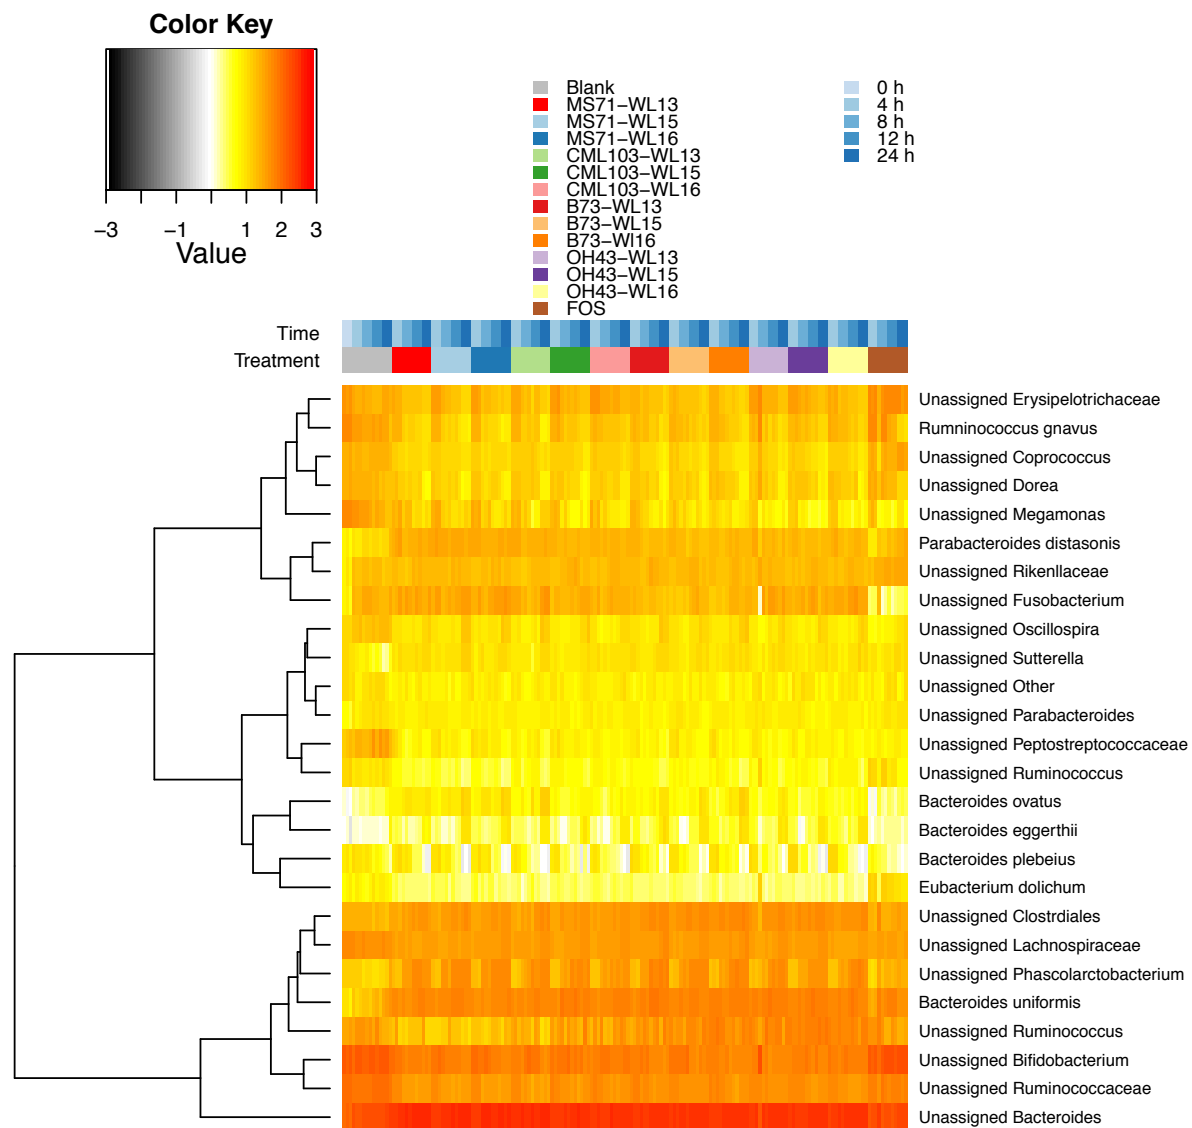 Color Key
−3 −1 1 2 3
Value
Blank
MS71−WL13
MS71−WL15
MS71−WL16
CML103−WL13
CML103−WL15
CML103−WL16
B73−WL13
B73−WL15
B73−Wl16
OH43−WL13
OH43−WL15
OH43−WL16
FOS
0 h
4 h
8 h
12 h
24 h
Time
Treatment
Unassigned Erysipelotrichaceae
Rumninococcus gnavus
Unassigned Coprococcus
Unassigned Dorea
Unassigned Megamonas
Parabacteroides distasonis
Unassigned Rikenllaceae
Unassigned Fusobacterium
Unassigned Oscillospira
Unassigned Sutterella
Unassigned Other
Unassigned Parabacteroides
Unassigned Peptostreptococcaceae
Unassigned Ruminococcus
Bacteroides ovatus
Bacteroides eggerthii
Bacteroides plebeius
Eubacterium dolichum
Unassigned Clostrdiales
Unassigned Lachnospiraceae
Unassigned Phascolarctobacterium
Bacteroides uniformis
Unassigned Ruminococcus
Unassigned Bifidobacterium
Unassigned Ruminococcaceae
Unassigned Bacteroides